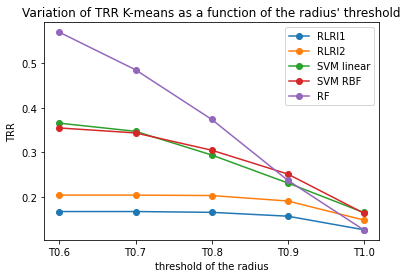 Variation of TRR K-means as a function of the radius' threshold
RLRI1
RLRI2
SVM linear
SVM RBF
RF
TRR
0.5
0.4
0.3
0.2
T0.6 T0.7 T0.8 T0.9 T1.0
threshold of the radius